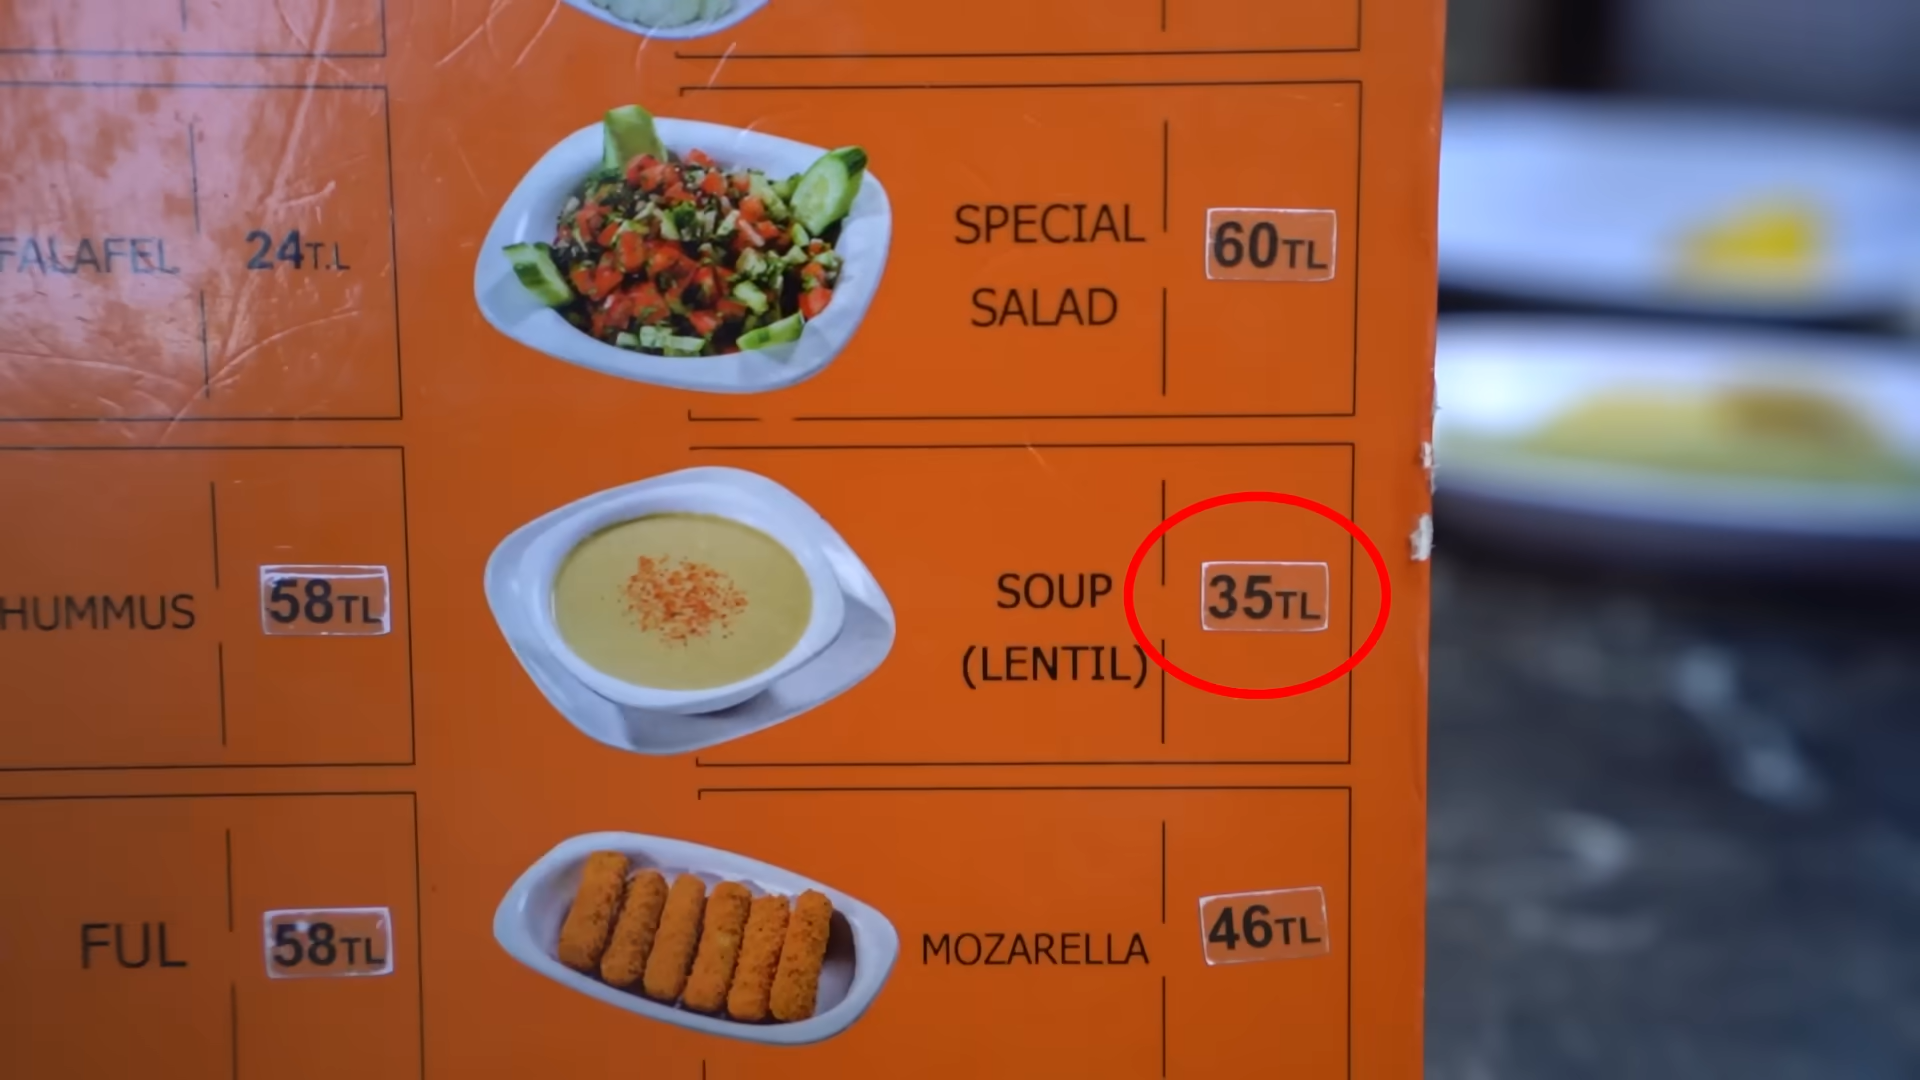 FALAFEL 24T.L
SPECIAL
SALAD
60TL
HUMMUS 58TL
SOUP
(LENTIL)
35TL
FUL 58TL
MOZARELLA 46TL